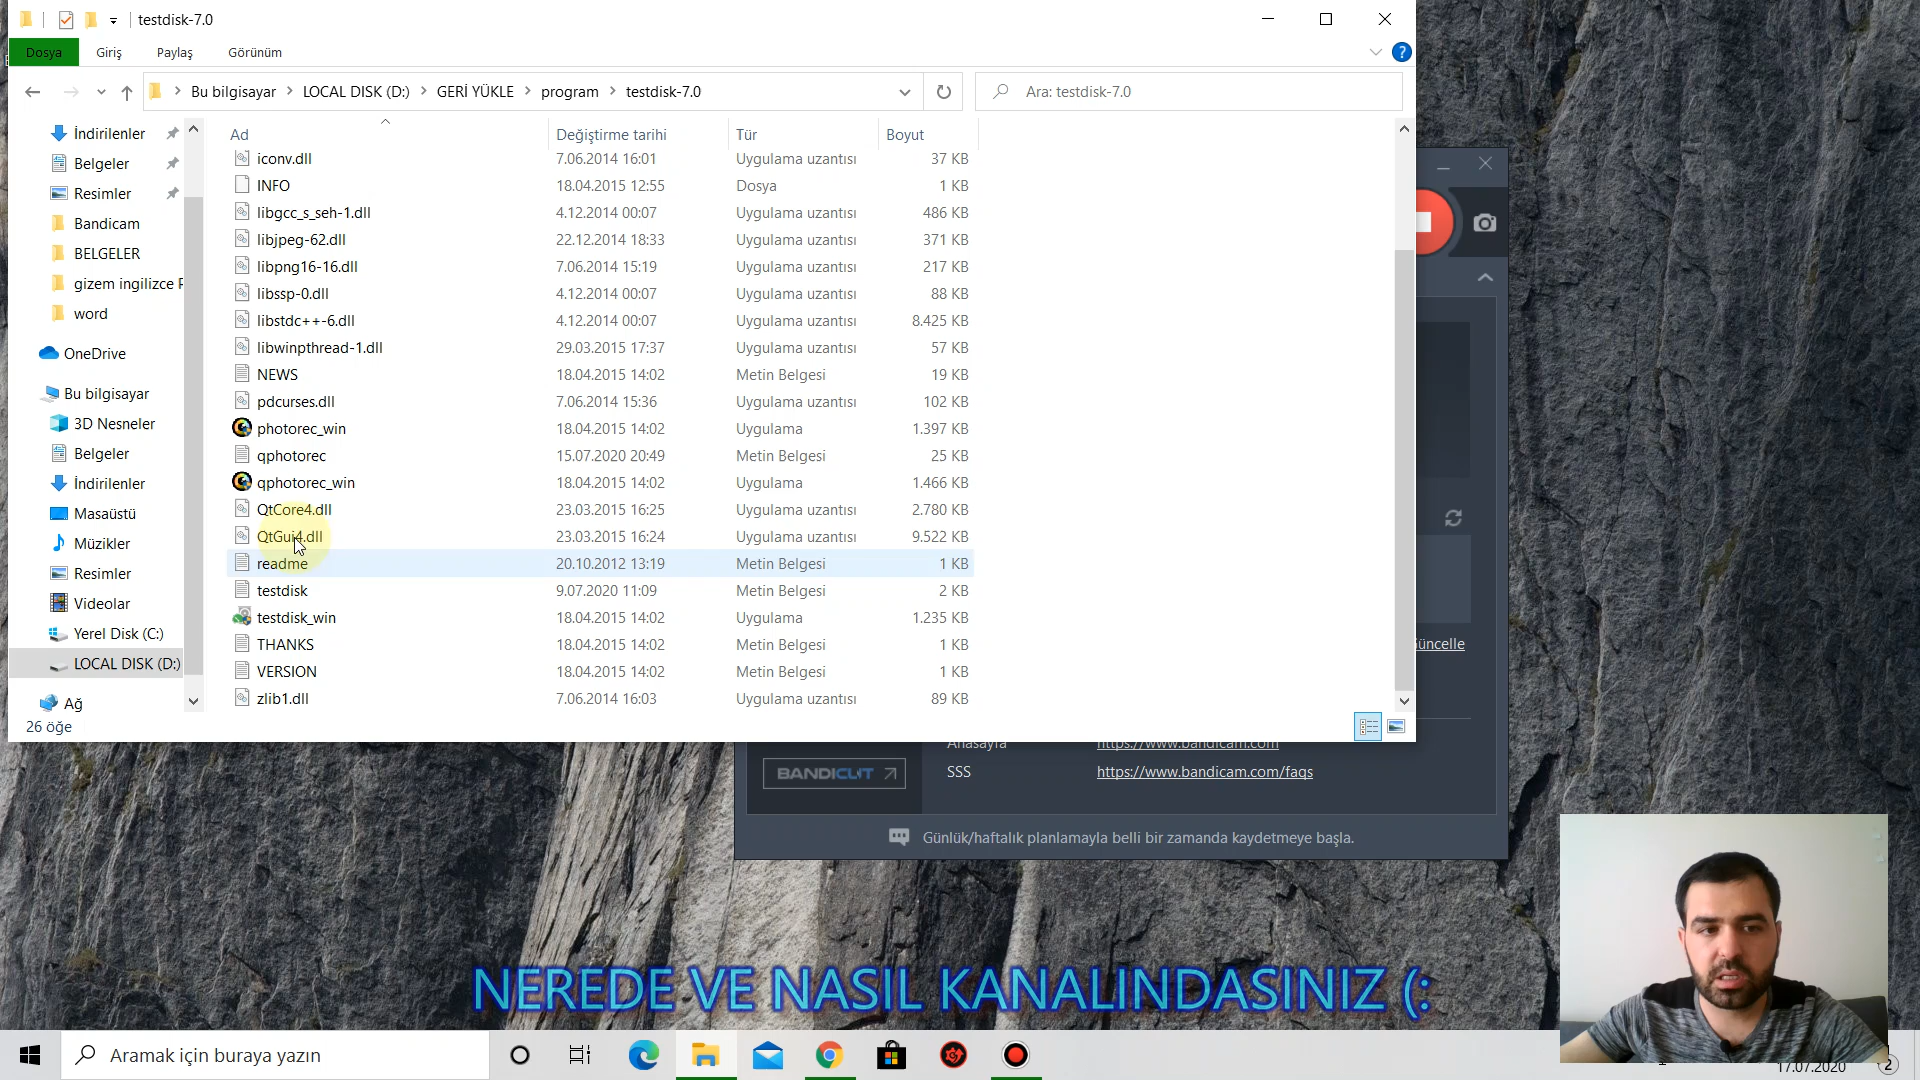 testdisk-7.0
Dosya Giriş Paylaş Görünüm
Bu bilgisayar LOCAL DISK (D:) GERİ YÜKLE program testdisk-7.0
Ara: testdisk-7.0
İndirilenler
Belgeler
Resimler
Bandicam
BELGELER
gizem ingilizce
word
OneDrive
Bu bilgisayar
3D Nesneler
Belgeler
İndirilenler
Masaüstü
Müzikler
Resimler
Videolar
Yerel Disk (C:)
LOCAL DISK (D:)
Ağ
26 öğe
Ad Değiştirme tarihi Tür Boyut
iconv.dll 7.06.2014 16:01 Uygulama uzantısı 37 KB
INFO 18.04.2015 12:55 Dosya 1 KB
libgcc_s_seh-1.dll 4.12.2014 00:07 Uygulama uzantısı 486 KB
libjpeg-62.dll 22.12.2014 18:33 Uygulama uzantısı 371 KB
libpng16-16.dll 7.06.2014 15:19 Uygulama uzantısı 217 KB
libssp-0.dll 4.12.2014 00:07 Uygulama uzantısı 88 KB
libstdc++-6.dll 4.12.2014 00:07 Uygulama uzantısı 8.425 KB
libwinpthread-1.dll 29.03.2015 17:37 Uygulama uzantısı 57 KB
NEWS 18.04.2015 14:02 Metin Belgesi 19 KB
pdcurses.dll 7.06.2014 15:36 Uygulama uzantısı 102 KB
photorec_win 18.04.2015 14:02 Uygulama 1.397 KB
qphotorec 15.07.2020 20:49 Metin Belgesi 25 KB
qphotorec_win 18.04.2015 14:02 Uygulama 1.466 KB
QtCore4.dll 23.03.2015 16:25 Uygulama uzantısı 2.780 KB
QtGui4.dll 23.03.2015 16:24 Uygulama uzantısı 9.522 KB
readme 20.10.2012 13:19 Metin Belgesi 1 KB
testdisk 9.07.2020 11:09 Metin Belgesi 2 KB
testdisk_win 18.04.2015 14:02 Uygulama 1.235 KB
THANKS 18.04.2015 14:02 Metin Belgesi 1 KB
VERSION 18.04.2015 14:02 Metin Belgesi 1 KB
zlib1.dll 7.06.2014 16:03 Uygulama uzantısı 89 KB
üncelle
Anasayfa https://www.bandicam.com
BANDICUT
SSS https://www.bandicam.com/faqs
Günlük/haftalık planlamayla belli bir zamanda kaydetmeye başla.
NEREDE VE NASIL KANALINDASINIZ (:
Aramak için buraya yazın
17.07.2020
2